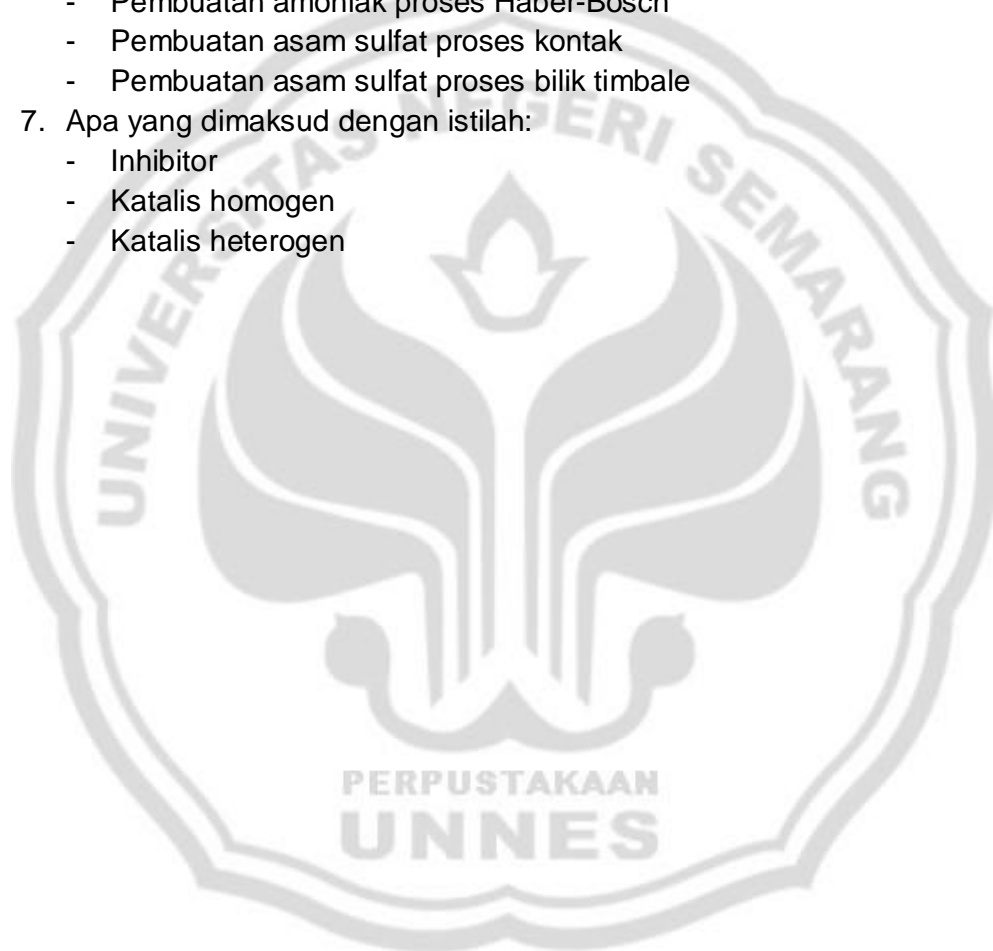 - Pembuatan amoniak proses Haber-Bosch
- Pembuatan asam sulfat proses kontak
- Pembuatan asam sulfat proses bilik timbale
7. Apa yang dimaksud dengan istilah:
- Inhibitor
- Katalis homogen
- Katalis heterogen
UNIVERSITAS NEGERI SEMARANG
PERPUSTAKAAN
UNNES